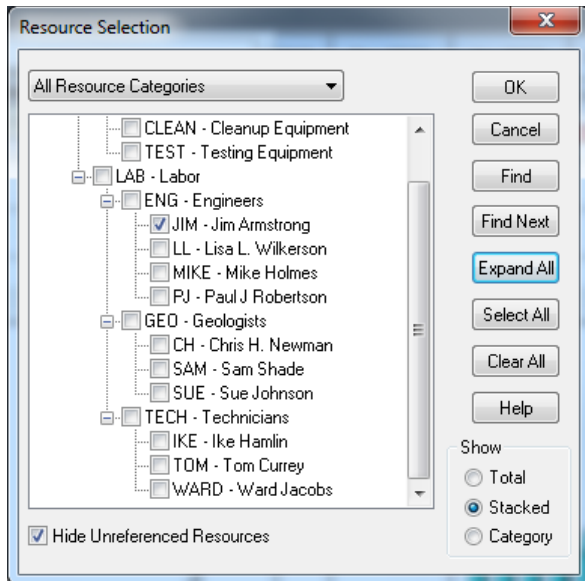 Resource Selection
All Resource Categories
CLEAN - Cleanup Equipment
TEST - Testing Equipment
LAB - Labor
ENG - Engineers
JIM - Jim Armstrong
LL - Lisa L. Wilkerson
MIKE - Mike Holmes
PJ - Paul J Robertson
GEO - Geologists
CH - Chris H. Newman
SAM - Sam Shade
SUE - Sue Johnson
TECH - Technicians
IKE - Ike Hamlin
TOM - Tom Currey
WARD - Ward Jacobs
Hide Unreferenced Resources
OK
Cancel
Find
Find Next
Expand All
Select All
Clear All
Help
Show
Total
Stacked
Category